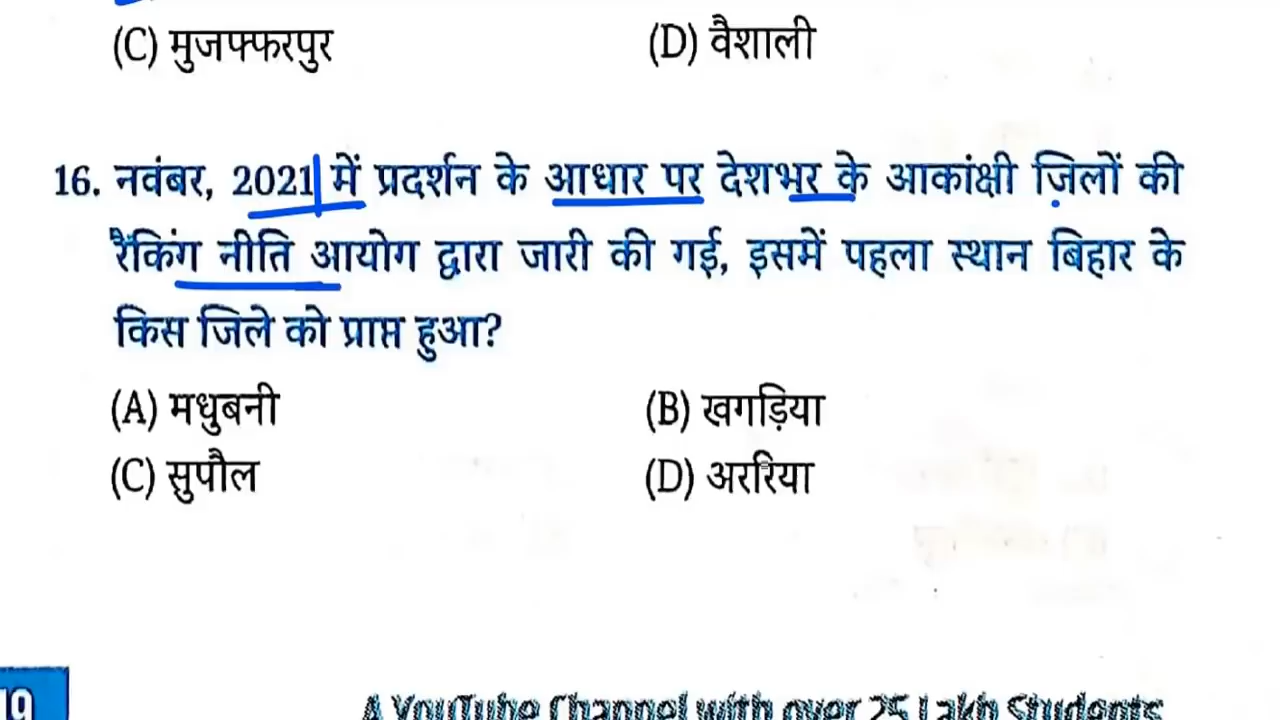 (C) मुजफ्फरपुर (D) वैशाली
16. नवंबर, 2021 में प्रदर्शन के आधार पर देशभर के आकांक्षी ज़िलों की
रैंकिंग नीति आयोग द्वारा जारी की गई, इसमें पहला स्थान बिहार के
किस जिले को प्राप्त हुआ?
(A) मधुबनी (B) खगड़िया
(C) सुपौल (D) अररिया
19
A YouTube Channel with over 25 Lakh Students